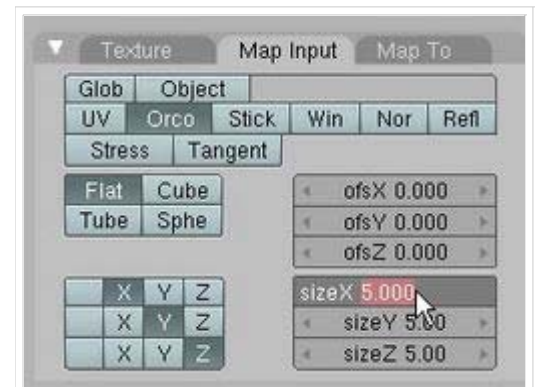 Texture Map Input Map To
Glob Object
UV Orco Stick Win Nor Refl
Stress Tangent
Flat Cube
Tube Sphe
ofsX 0.000
ofsY 0.000
ofsZ 0.000
X Y Z
X Y Z
X Y Z
sizeX 5.000
sizeY 5.00
sizeZ 5.00